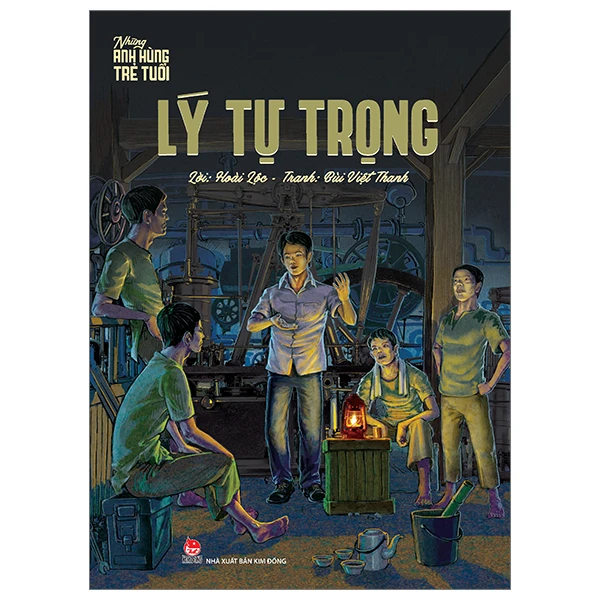 Những
ANH HÙNG
TRẺ TUỔI
LÝ TỰ TRỌNG
Lời: Hoài Lộc - Tranh: Bùi Việt Thanh
NHÀ XUẤT BẢN KIM ĐỒNG